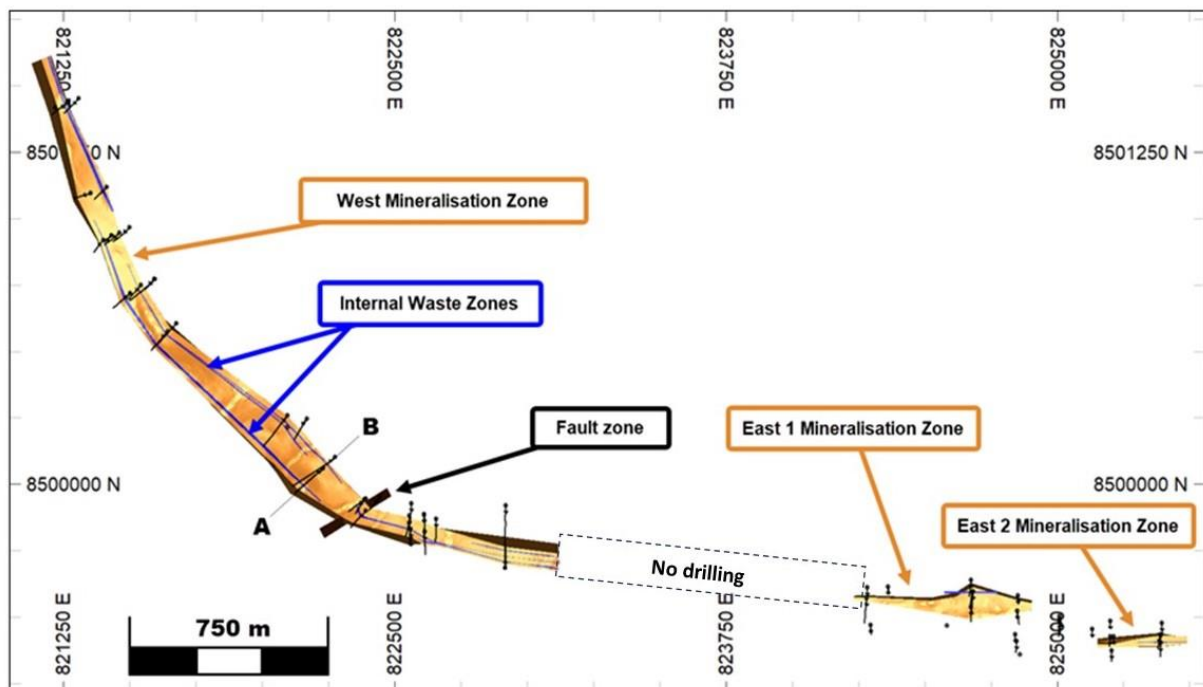 821250 E
822500 E
823750 E
825000 E
8501250 N
West Mineralisation Zone
Internal Waste Zones
B
Fault zone
East 1 Mineralisation Zone
8500000 N
8500000 N
A
East 2 Mineralisation Zone
No drilling
750 m
821250 E
822500 E
823750 E
825000 E